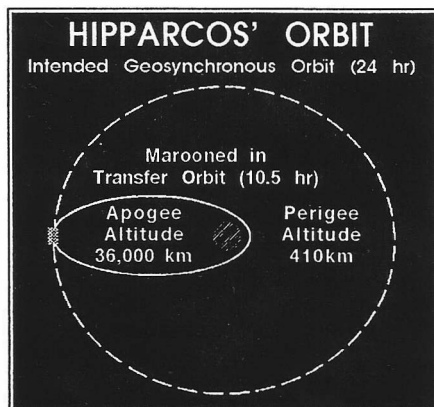 HIPPARCOS' ORBIT
Intended Geosynchronous Orbit (24 hr)
Marooned in
Transfer Orbit (10.5 hr)
Apogee
Altitude
36,000 km
Perigee
Altitude
410km